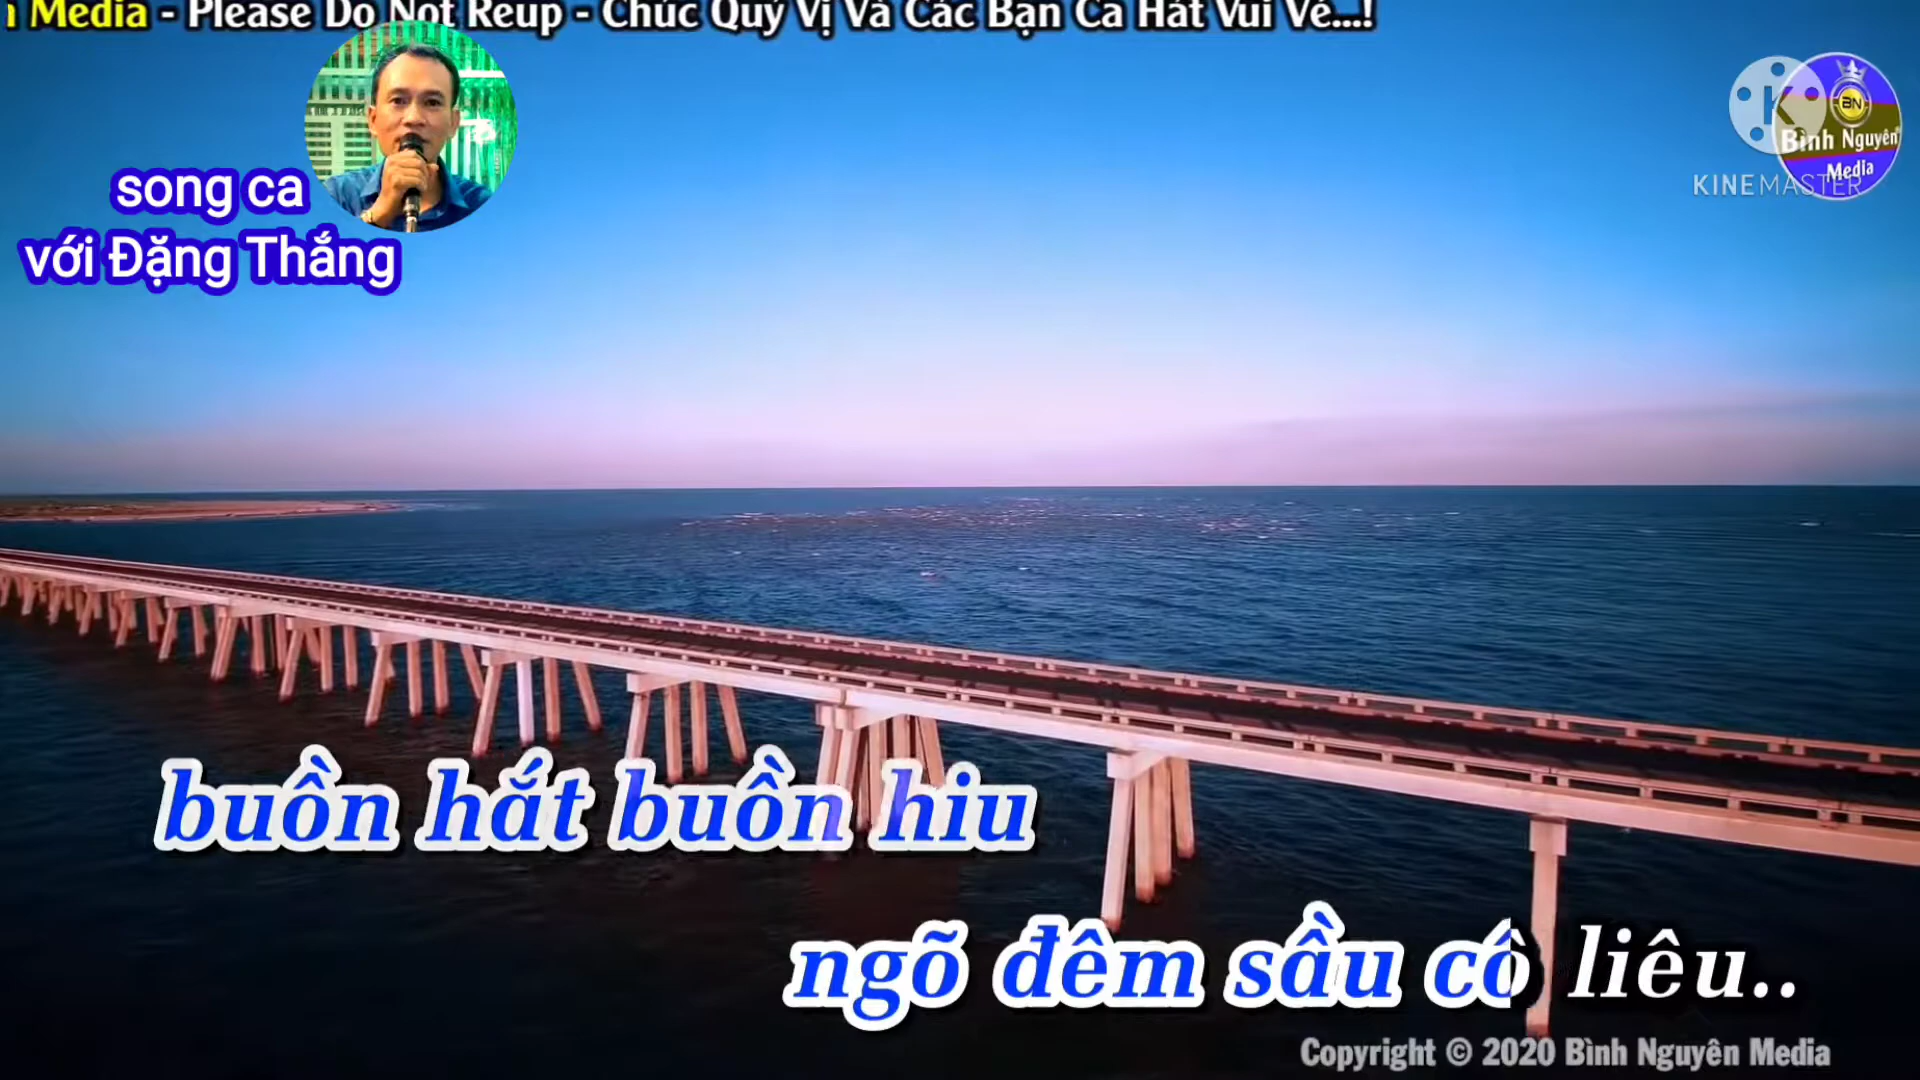 Media - Please Do Not Reup - Chúc Quý Vị Và Các Bạn Ca Hát Vui Vẻ...!
song ca
với Đặng Thắng
BN
Bình Nguyên
Media
KINEMASTER
buồn hắt buồn hiu
ngõ đêm sầu cô liêu..
Copyright © 2020 Bình Nguyên Media